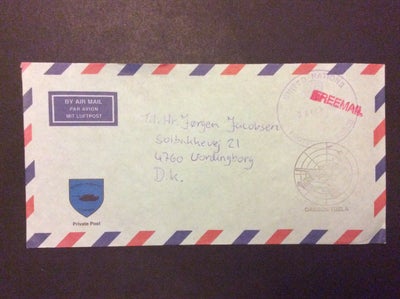 BY AIR MAIL
PAR AVION
MIT LUFTPOST
Til. Hr. Jørgen Jacobsen
Solbakkevej 21
4760 Vordingborg
D.k.
UNITED NATIONS
FREEMAIL
Private Post